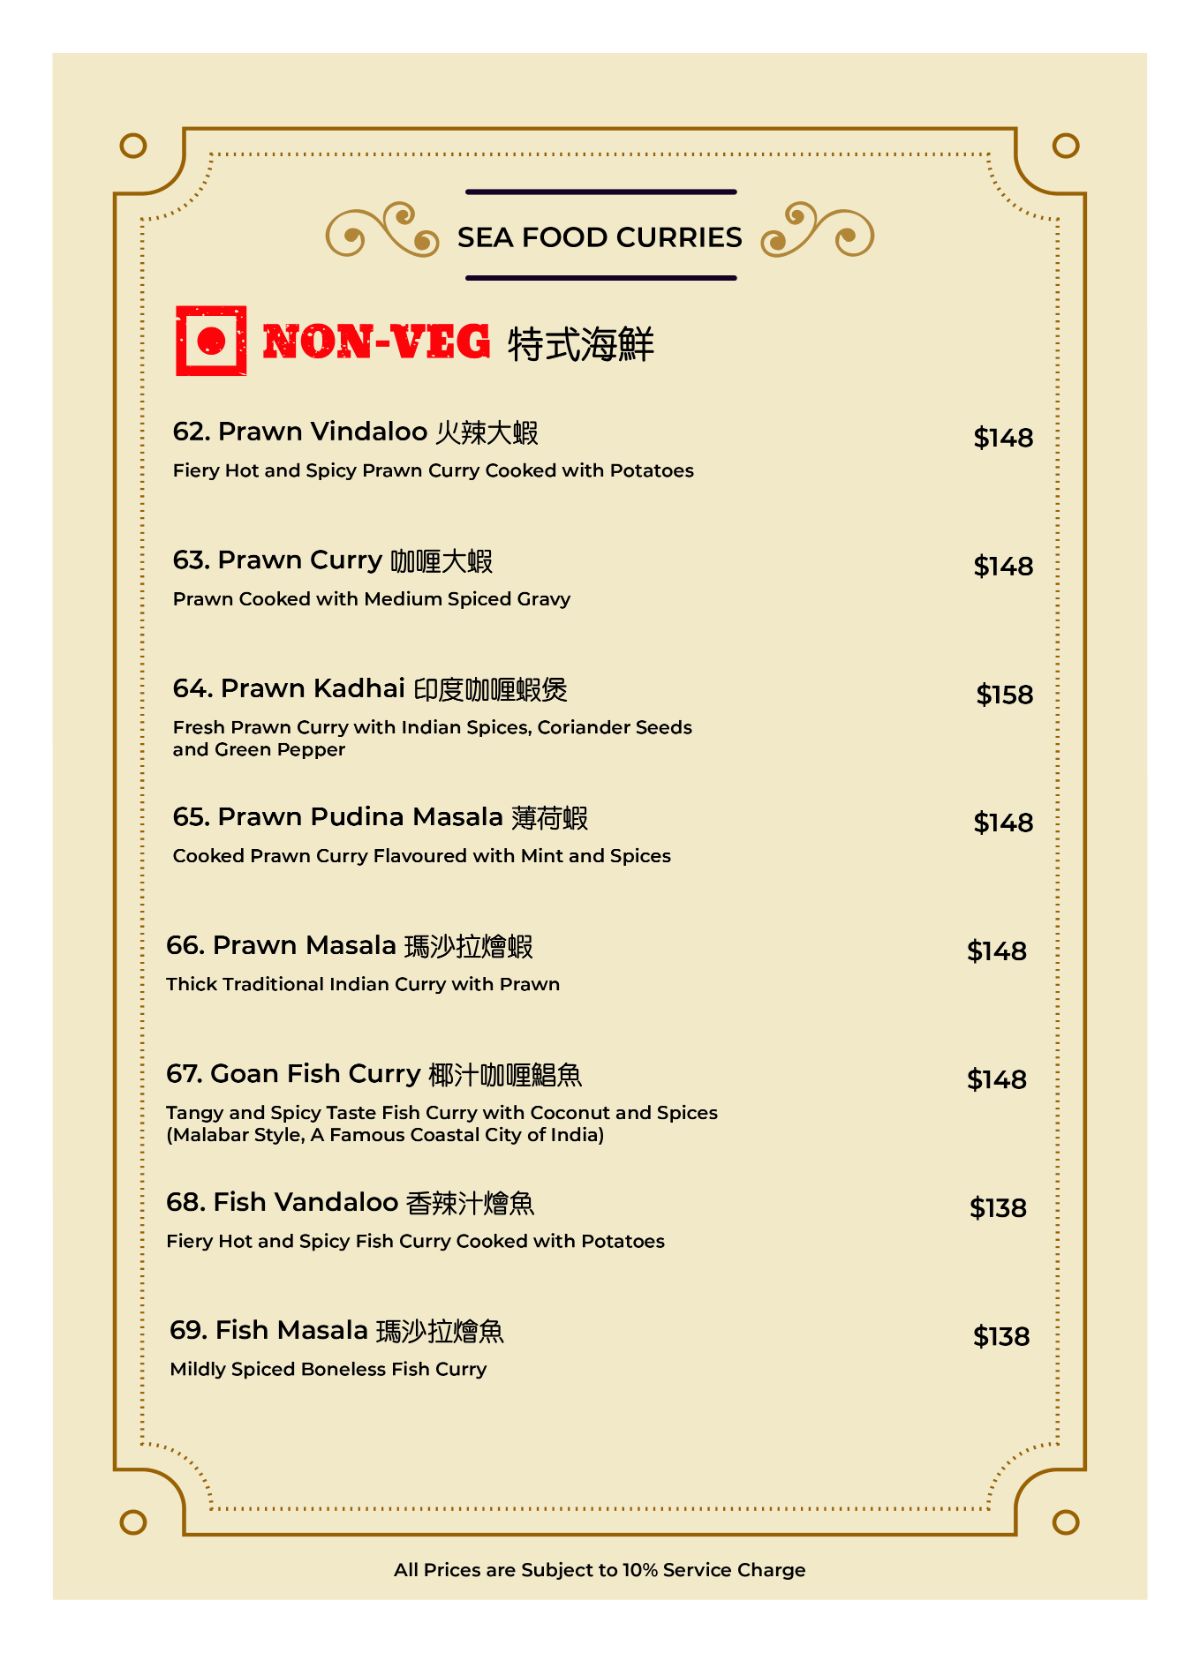 SEA FOOD CURRIES
NON-VEG 特式海鮮
62. Prawn Vindaloo 火辣大蝦
$148
Fiery Hot and Spicy Prawn Curry Cooked with Potatoes
63. Prawn Curry 咖喱大蝦
$148
Prawn Cooked with Medium Spiced Gravy
64. Prawn Kadhai 印度咖喱蝦煲
$158
Fresh Prawn Curry with Indian Spices, Coriander Seeds
and Green Pepper
65. Prawn Pudina Masala 薄荷蝦
$148
Cooked Prawn Curry Flavoured with Mint and Spices
66. Prawn Masala 瑪沙拉燴蝦
$148
Thick Traditional Indian Curry with Prawn
67. Goan Fish Curry 椰汁咖喱鯧魚
$148
Tangy and Spicy Taste Fish Curry with Coconut and Spices
(Malabar Style, A Famous Coastal City of India)
68. Fish Vandaloo 香辣汁燴魚
$138
Fiery Hot and Spicy Fish Curry Cooked with Potatoes
69. Fish Masala 瑪沙拉燴魚
$138
Mildly Spiced Boneless Fish Curry
All Prices are Subject to 10% Service Charge